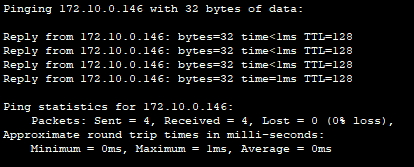 Pinging 172.10.0.146 with 32 bytes of data:
Reply from 172.10.0.146: bytes=32 time<1ms TTL=128
Reply from 172.10.0.146: bytes=32 time<1ms TTL=128
Reply from 172.10.0.146: bytes=32 time<1ms TTL=128
Reply from 172.10.0.146: bytes=32 time=1ms TTL=128
Ping statistics for 172.10.0.146:
Packets: Sent = 4, Received = 4, Lost = 0 (0% loss),
Approximate round trip times in milli-seconds:
Minimum = 0ms, Maximum = 1ms, Average = 0ms